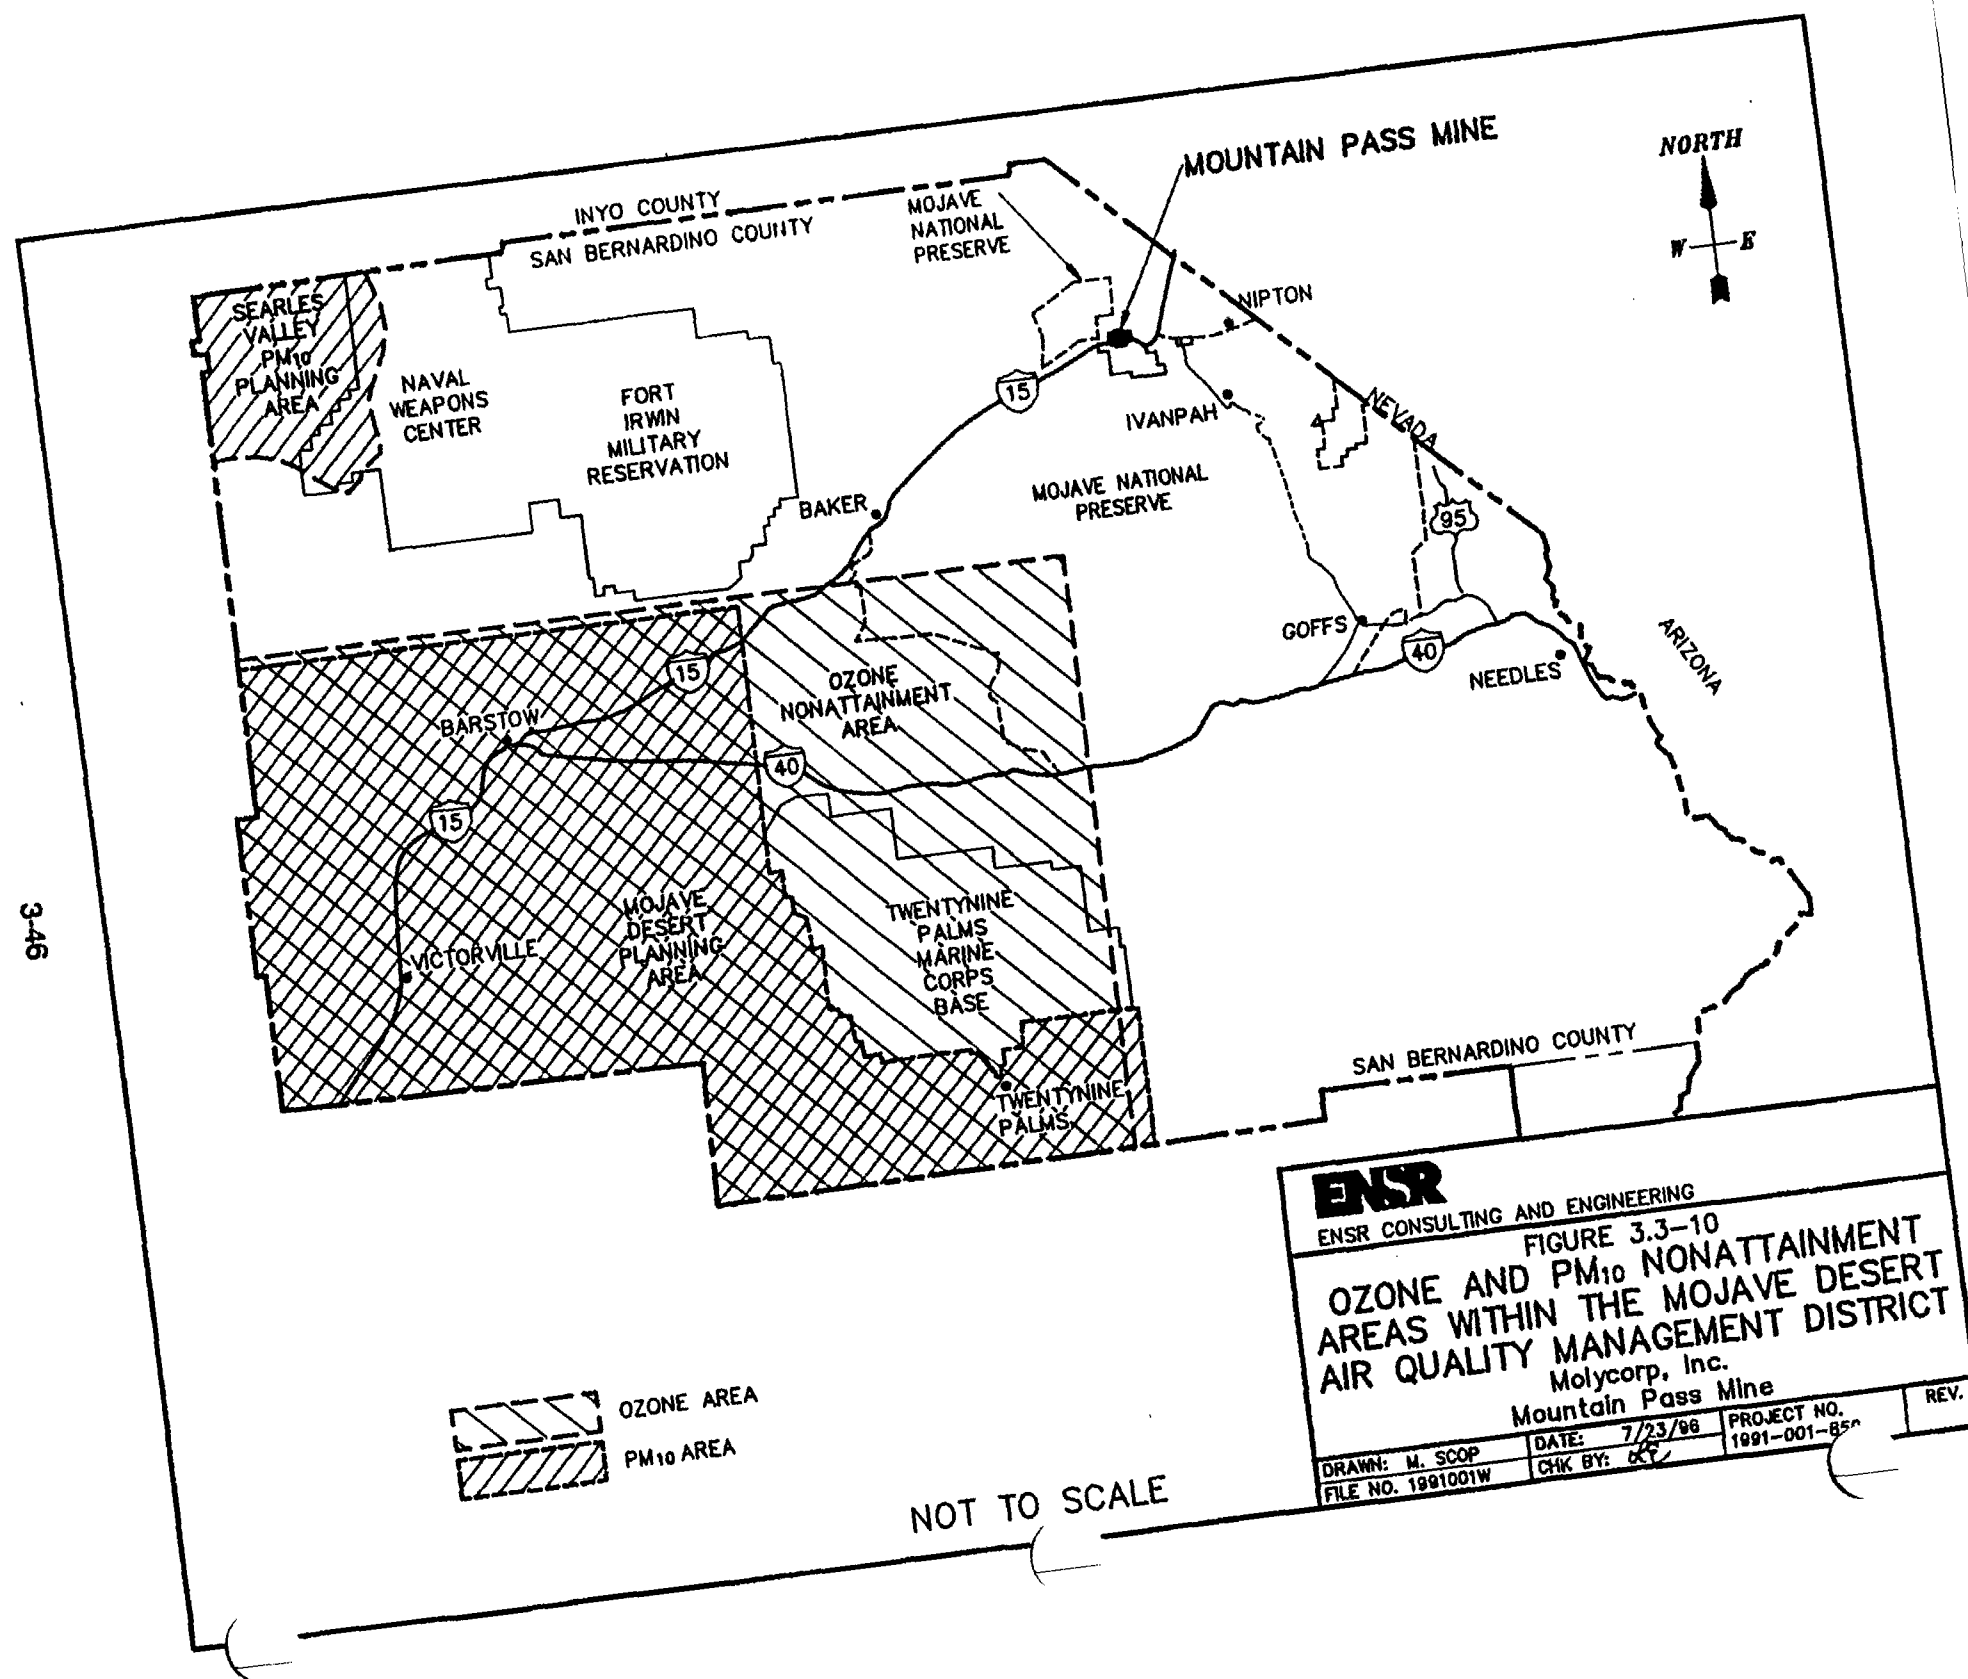 MOUNTAIN PASS MINE
NORTH
W E
INYO COUNTY
SAN BERNARDINO COUNTY
MOJAVE
NATIONAL
PRESERVE
SEARLES
VALLEY
PM10
PLANNING
AREA
NAVAL
WEAPONS
CENTER
FORT
IRWIN
MILITARY
RESERVATION
NIPTON
15
IVANPAH
NEVADA
BAKER
MOJAVE NATIONAL
PRESERVE
95
GOFFS
40
NEEDLES
ARIZONA
15
OZONE
NONATTAINMENT
AREA
BARSTOW
40
15
MOJAVE
DESERT
PLANNING
AREA
TWENTYNINE
PALMS
MARINE
CORPS
BASE
VICTORVILLE
TWENTYNINE
PALMS
SAN BERNARDINO COUNTY
3-46
OZONE AREA
PM10 AREA
NOT TO SCALE
ENSR
ENSR CONSULTING AND ENGINEERING
FIGURE 3.3-10
OZONE AND PM10 NONATTAINMENT
AREAS WITHIN THE MOJAVE DESERT
AIR QUALITY MANAGEMENT DISTRICT
Molycorp, Inc.
Mountain Pass Mine
DRAWN: M. SCOP
DATE: 7/23/96
PROJECT NO.
1991-001-850
REV.
FILE NO. 1991001W
CHK BY: